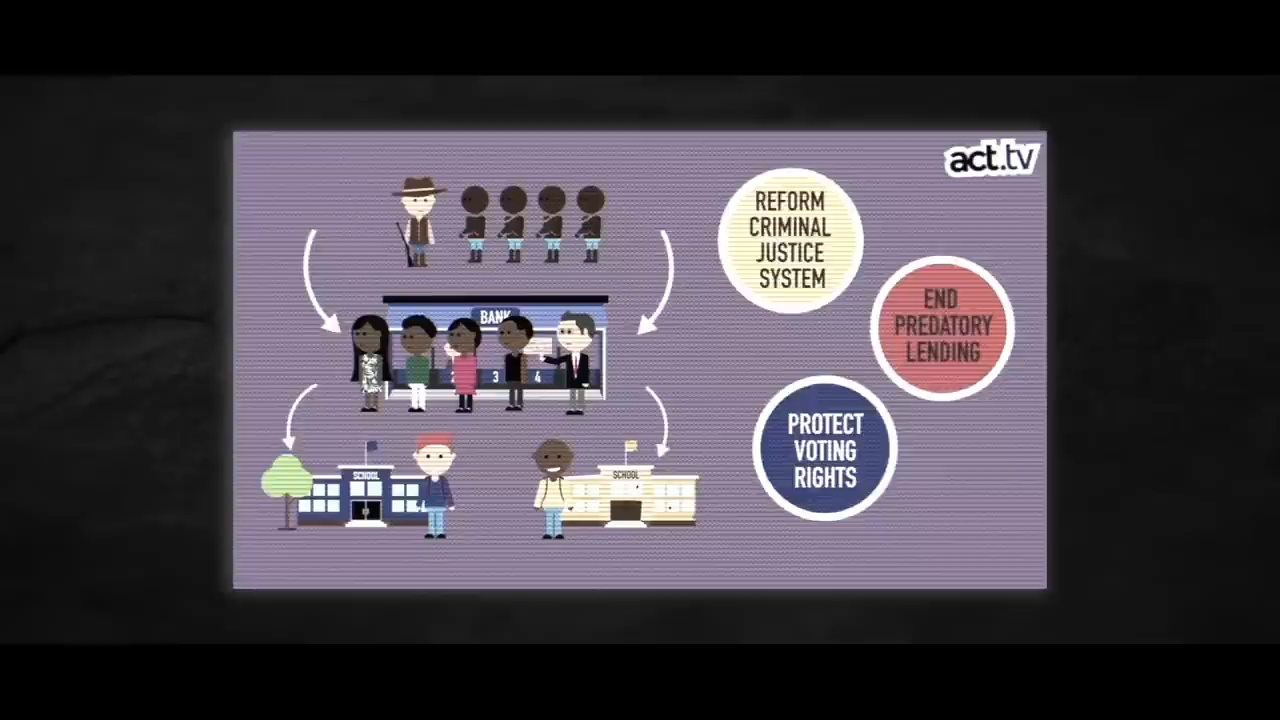 act.tv
REFORM
CRIMINAL
JUSTICE
SYSTEM
END
PREDATORY
LENDING
BANK
3
4
PROTECT
VOTING
RIGHTS
SCHOOL
SCHOOL